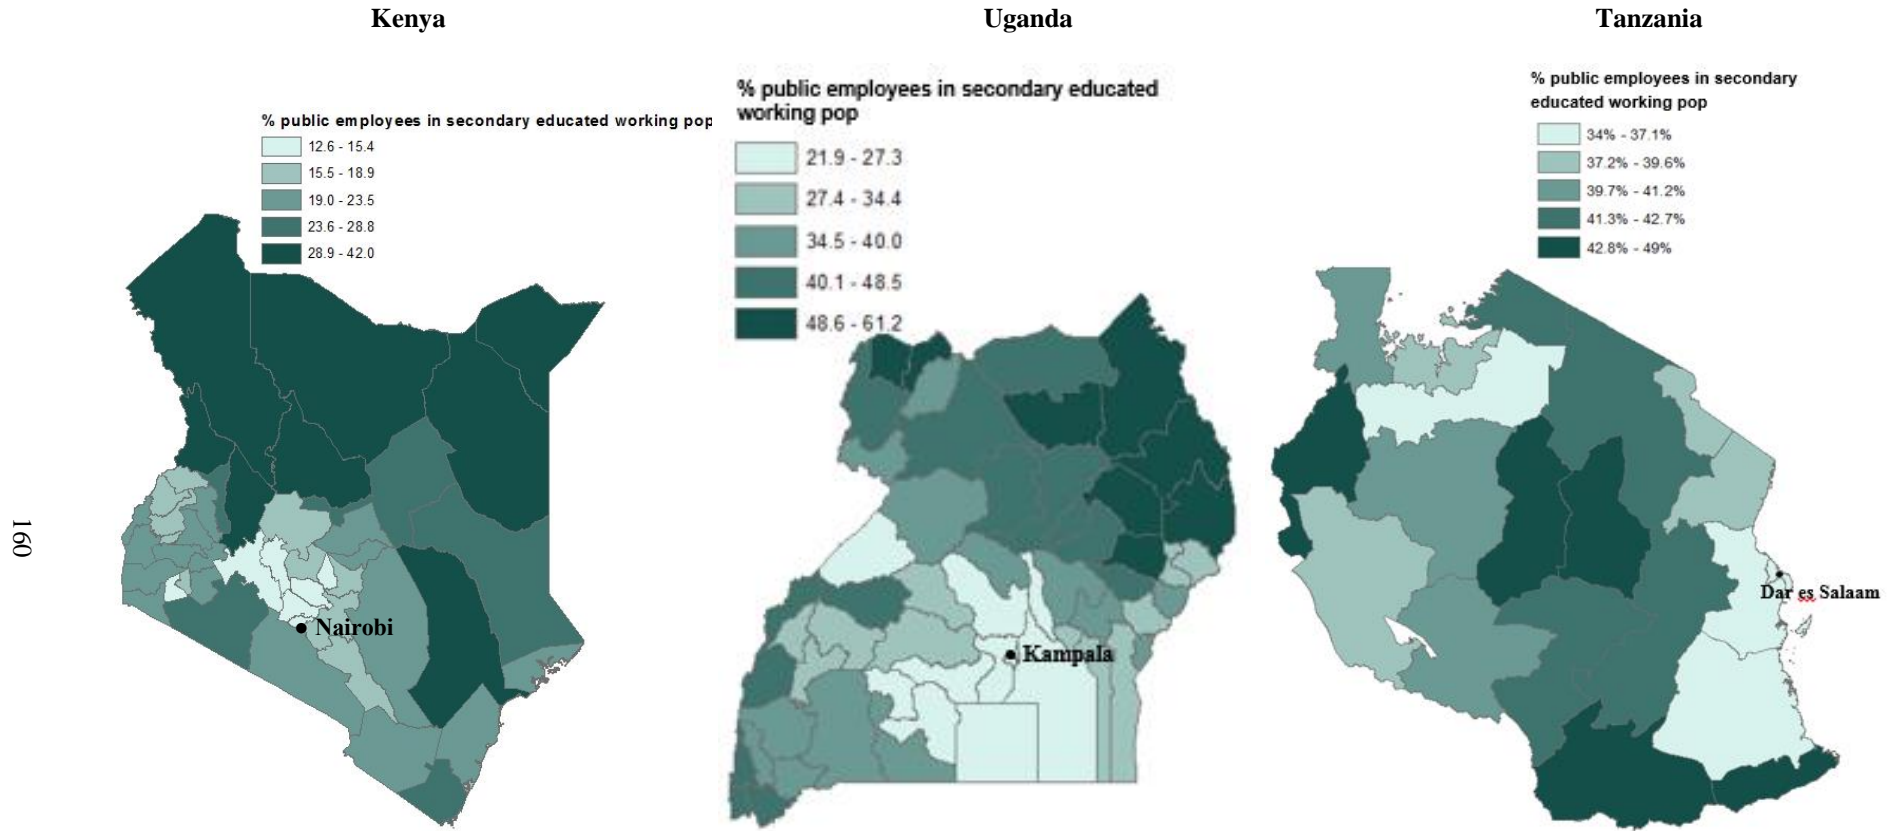 Kenya
Uganda
Tanzania
% public employees in secondary educated working pop
12.6 - 15.4
15.5 - 18.9
19.0 - 23.5
23.6 - 28.8
28.9 - 42.0
Nairobi
% public employees in secondary educated
working pop
21.9 - 27.3
27.4 - 34.4
34.5 - 40.0
40.1 - 48.5
48.6 - 61.2
Kampala
% public employees in secondary
educated working pop
34% - 37.1%
37.2% - 39.6%
39.7% - 41.2%
41.3% - 42.7%
42.8% - 49%
Dar es Salaam
160